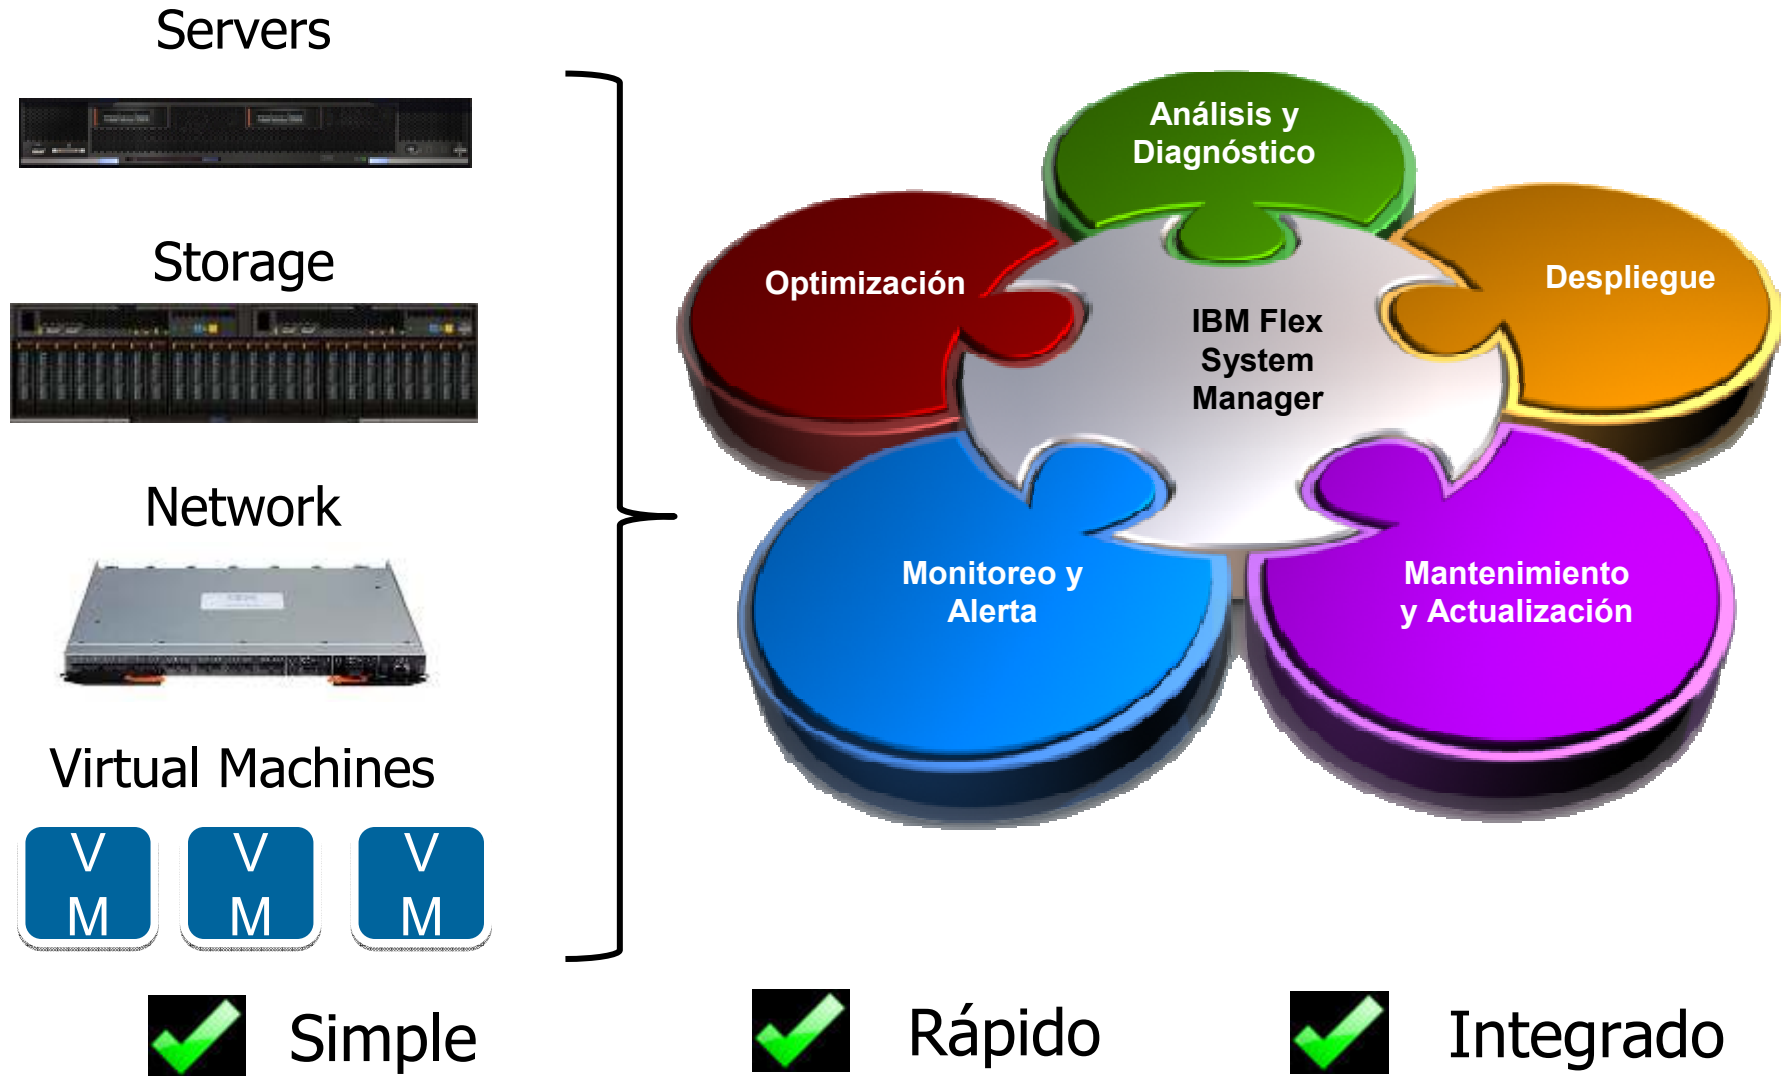 Servers
Storage
Network
Virtual Machines
V
M
V
M
V
M
Análisis y
Diagnóstico
Optimización
Despliegue
IBM Flex
System
Manager
Monitoreo y
Alerta
Mantenimiento
y Actualización
Simple
Rápido
Integrado